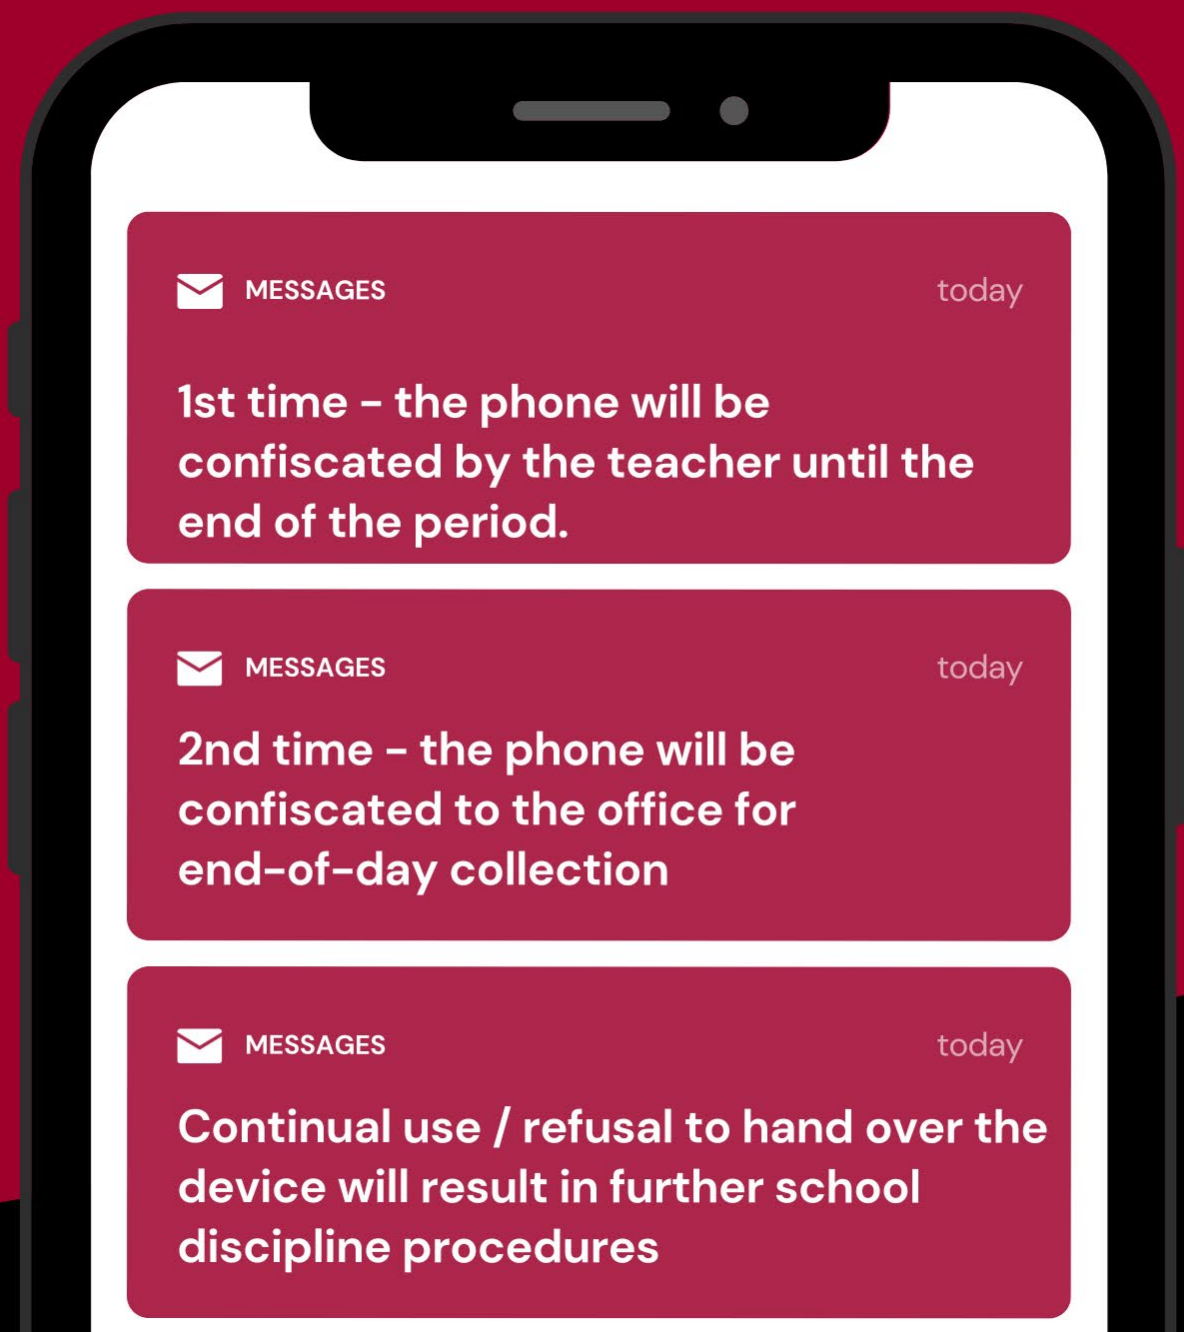 MESSAGES today
1st time - the phone will be
confiscated by the teacher until the
end of the period.
MESSAGES today
2nd time - the phone will be
confiscated to the office for
end-of-day collection
MESSAGES today
Continual use / refusal to hand over the
device will result in further school
discipline procedures